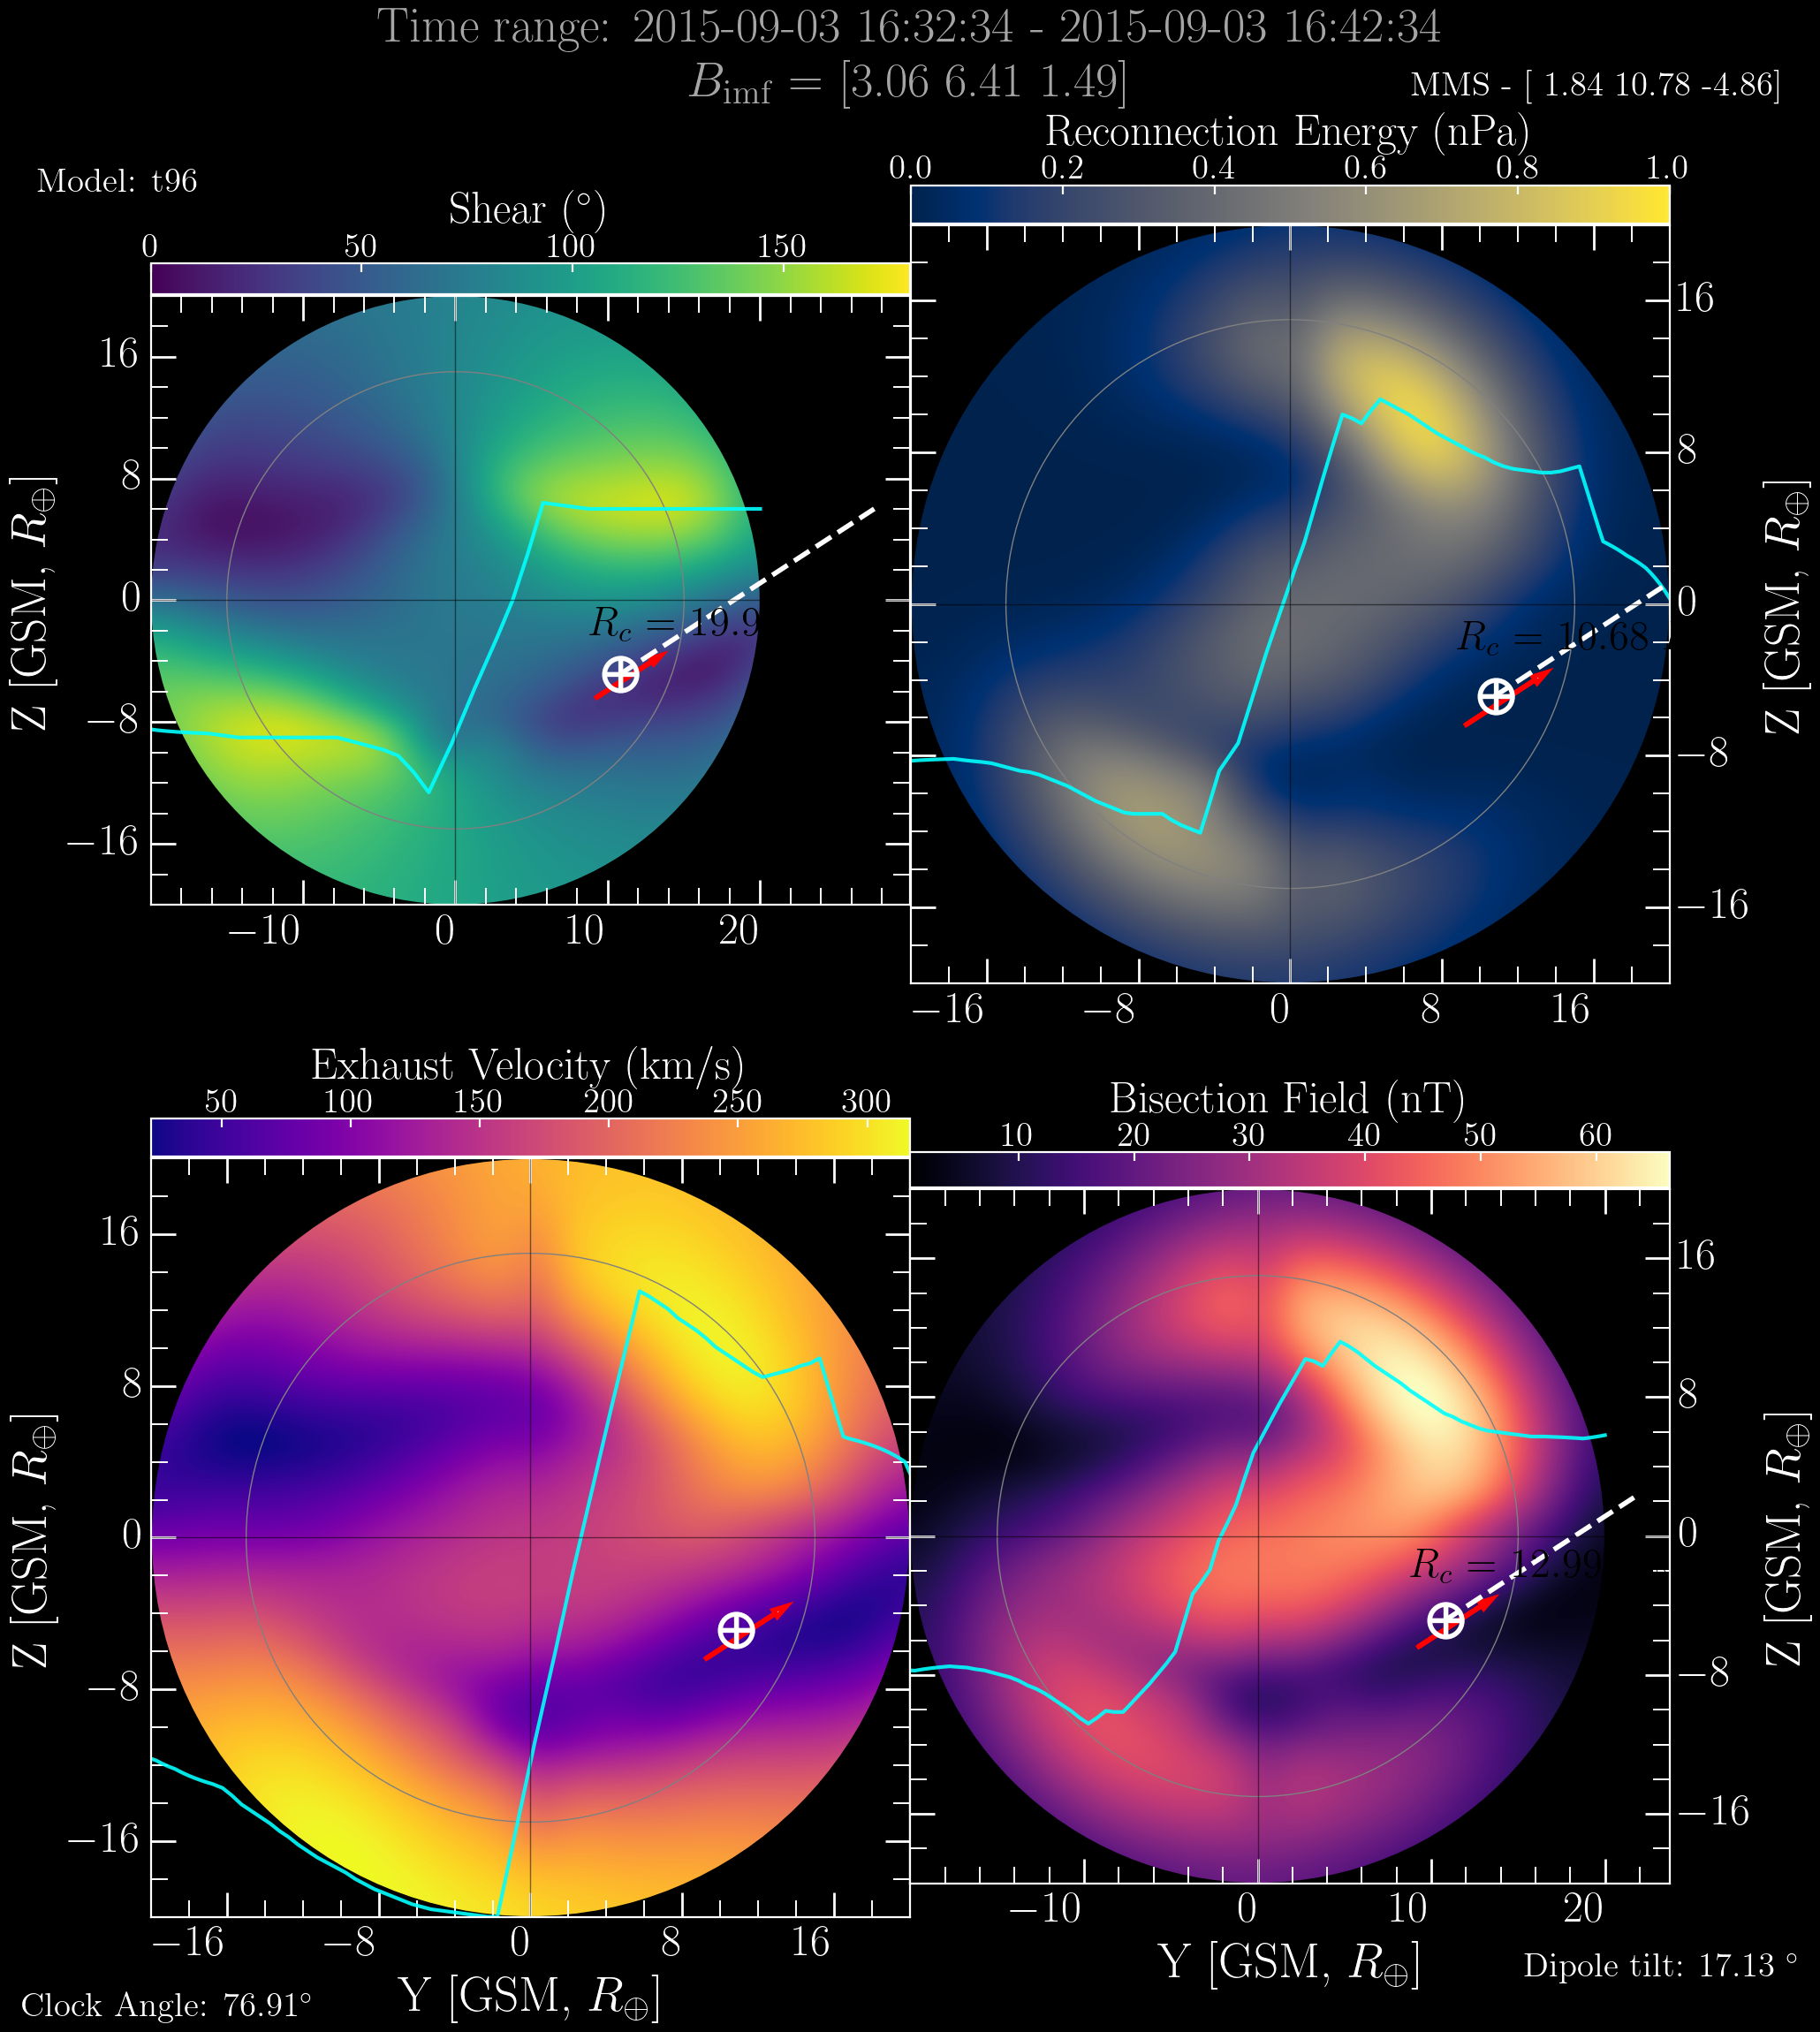 Time range: 2015-09-03 16:32:34 - 2015-09-03 16:42:34
B_imf = [3.06 6.41 1.49]
MMS - [ 1.84 10.78 -4.86]
Model: t96
Shear (°)
0 50 100 150
16
8
0
−8
−16
Z [GSM, R⊕]
R_c = 19.9
−10 0 10 20
Reconnection Energy (nPa)
0.0 0.2 0.4 0.6 0.8 1.0
16
8
0
−8
−16
Z [GSM, R⊕]
R_c = 10.68
−16 −8 0 8 16
Exhaust Velocity (km/s)
50 100 150 200 250 300
16
8
0
−8
−16
Z [GSM, R⊕]
−16 −8 0 8 16
Y [GSM, R⊕]
Bisection Field (nT)
10 20 30 40 50 60
16
8
0
−8
−16
Z [GSM, R⊕]
R_c = 12.99
−10 0 10 20
Y [GSM, R⊕]
Clock Angle: 76.91°
Dipole tilt: 17.13 °